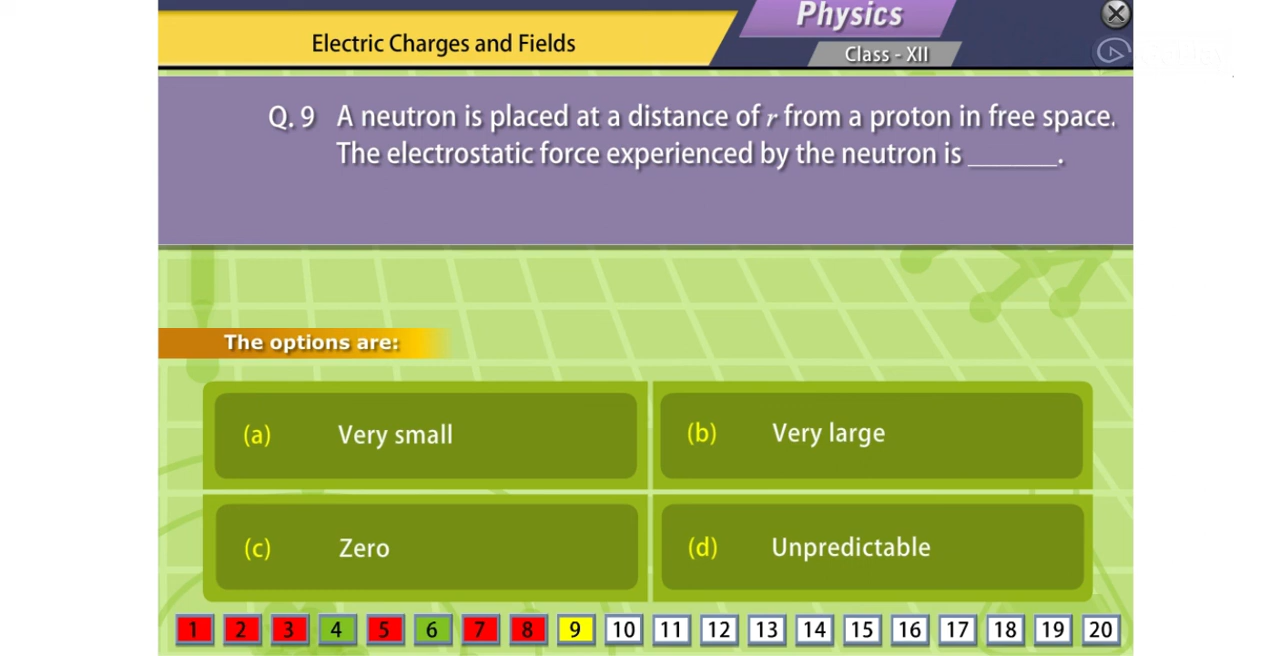 Physics
Electric Charges and Fields
Class - XII
Q. 9 A neutron is placed at a distance of r from a proton in free space.
The electrostatic force experienced by the neutron is ______.
The options are:
(a) Very small
(b) Very large
(c) Zero
(d) Unpredictable
1 2 3 4 5 6 7 8 9 10 11 12 13 14 15 16 17 18 19 20